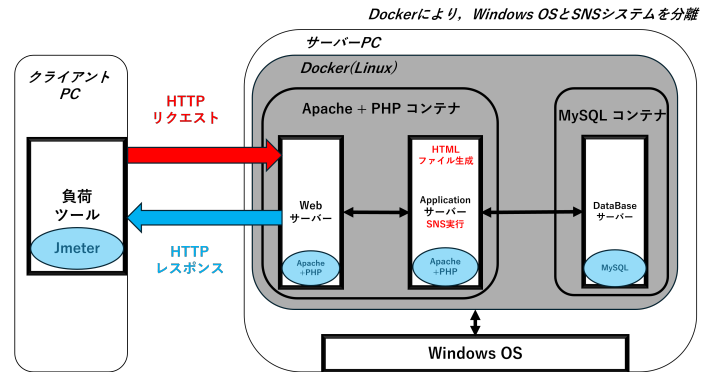 Dockerにより，Windows OSとSNSシステムを分離
サーバーPC
クライアント
PC
Docker(Linux)
HTTP
リクエスト
Apache + PHP コンテナ
MySQL コンテナ
HTML
ファイル生成
負荷
ツール
Jmeter
Web
サーバー
Application
サーバー
SNS実行
DataBase
サーバー
HTTP
レスポンス
Apache
+PHP
Apache
+PHP
MySQL
Windows OS